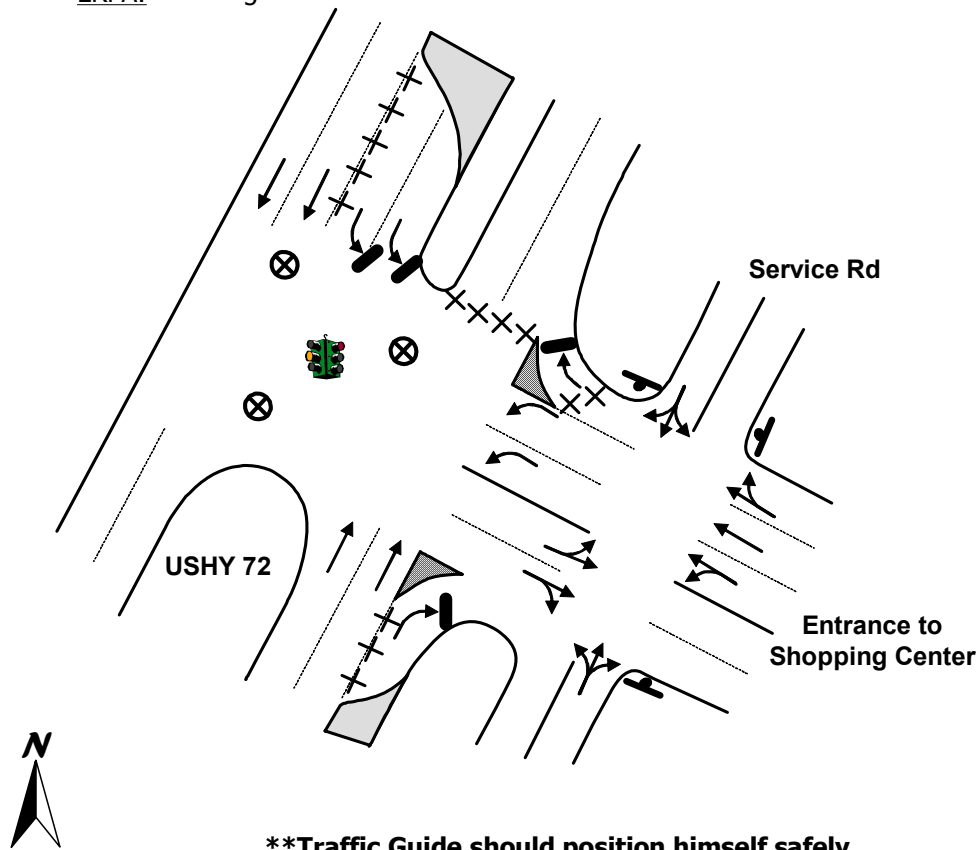 Service Rd
USHY 72
Entrance to
Shopping Center
N
**Traffic Guide should position himself safely